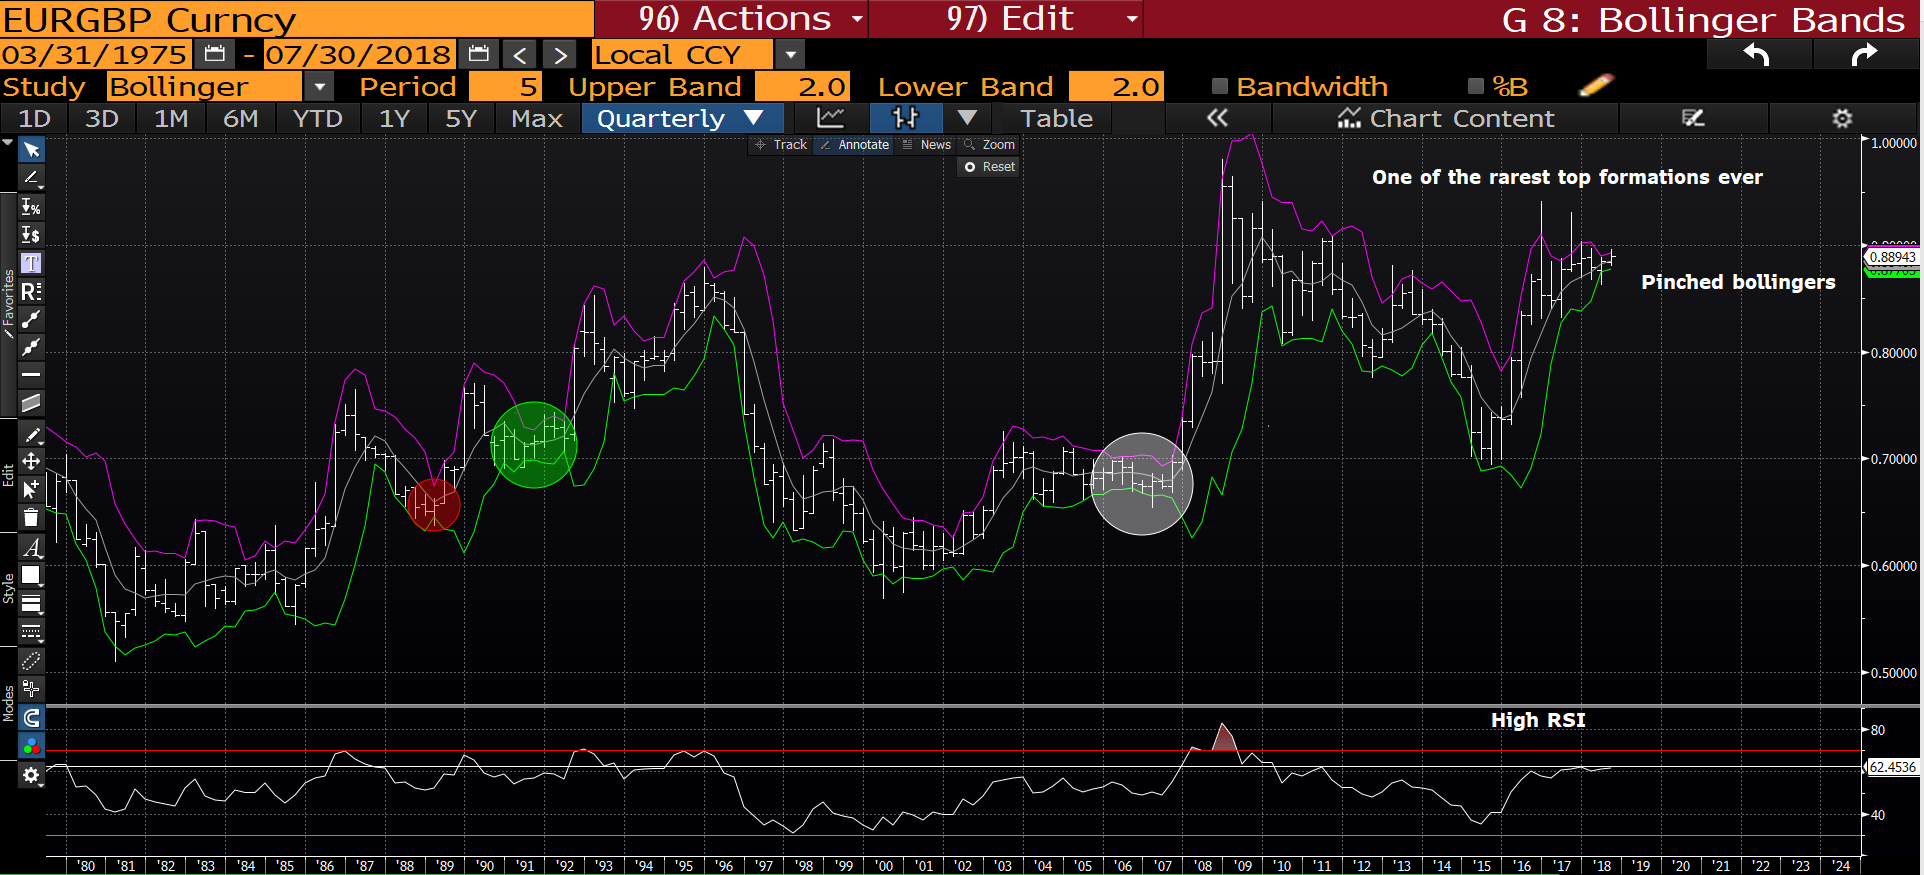 EURGBP Curncy 96) Actions 97) Edit G 8: Bollinger Bands
03/31/1975 - 07/30/2018 < > Local CCY
Study Bollinger Period 5 Upper Band 2.0 Lower Band 2.0 Bandwidth %B
1D 3D 1M 6M YTD 1Y 5Y Max Quarterly Table Chart Content
Track Annotate News Zoom
Reset
1.00000
One of the rarest top formations ever
0.88943
Pinched bollingers
0.80000
0.70000
0.60000
0.50000
Favorites
Edit
Style
Modes
High RSI
80
62.4536
40
'80 '81 '82 '83 '84 '85 '86 '87 '88 '89 '90 '91 '92 '93 '94 '95 '96 '97 '98 '99 '00 '01 '02 '03 '04 '05 '06 '07 '08 '09 '10 '11 '12 '13 '14 '15 '16 '17 '18 '19 '20 '21 '22 '23 '24